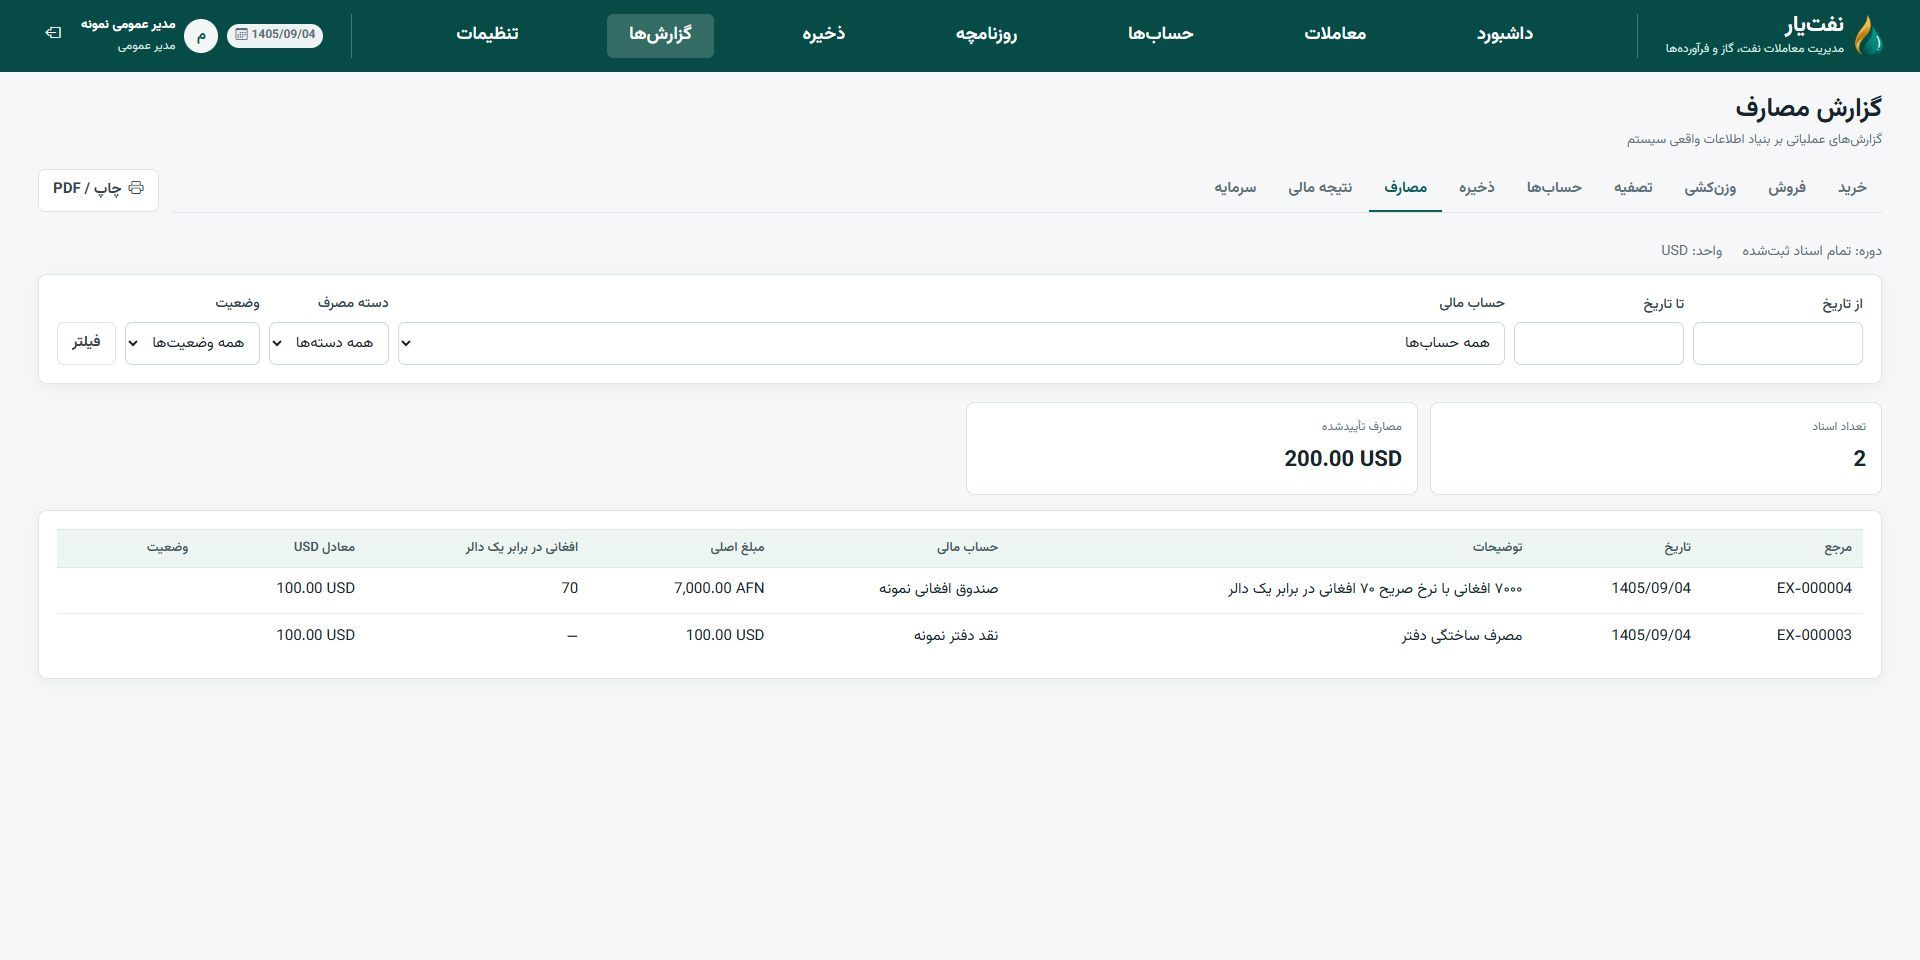 نفت‌یار
مدیریت معاملات نفت، گاز و فرآورده‌ها
داشبورد
معاملات
حساب‌ها
روزنامچه
ذخیره
گزارش‌ها
تنظیمات
1405/09/04
م
مدیر عمومی نمونه
مدیر عمومی
گزارش مصارف
گزارش‌های عملیاتی بر بنیاد اطلاعات واقعی سیستم
خرید
فروش
وزن‌کشی
تصفیه
حساب‌ها
ذخیره
مصارف
نتیجه مالی
سرمایه
چاپ / PDF
دوره: تمام اسناد ثبت‌شده
واحد: USD
از تاریخ
تا تاریخ
حساب مالی
دسته مصرف
وضعیت
همه حساب‌ها
همه دسته‌ها
همه وضعیت‌ها
فیلتر
تعداد اسناد
2
مصارف تأییدشده
200.00 USD
مرجع تاریخ توضیحات حساب مالی مبلغ اصلی افغانی در برابر یک دالر معادل USD وضعیت
EX-000004 1405/09/04 ۷۰۰۰ افغانی با نرخ صریح ۷۰ افغانی در برابر یک دالر صندوق افغانی نمونه 7,000.00 AFN 70 100.00 USD
EX-000003 1405/09/04 مصرف ساختگی دفتر نقد دفتر نمونه 100.00 USD — 100.00 USD